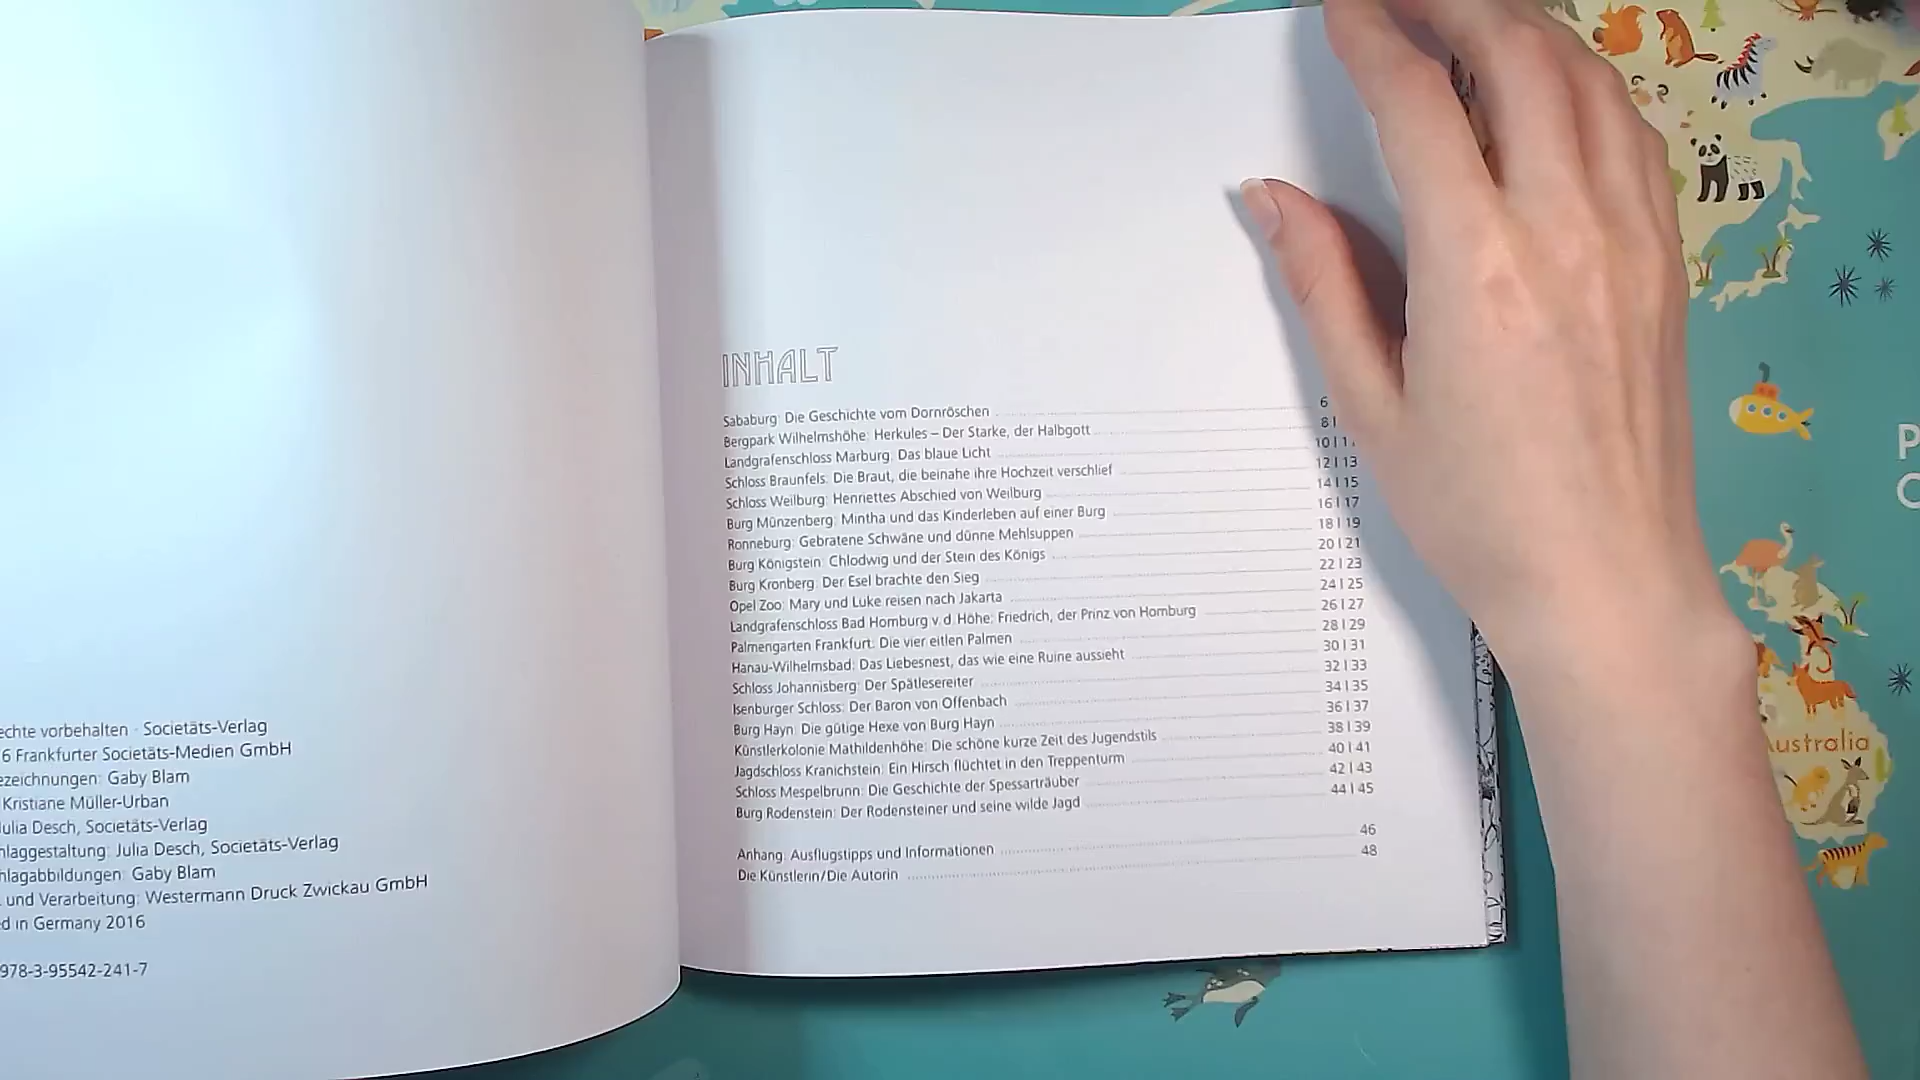 echte vorbehalten · Societäts-Verlag
6 Frankfurter Societäts-Medien GmbH
ezeichnungen: Gaby Blam
Kristiane Müller-Urban
ulia Desch, Societäts-Verlag
hlaggestaltung: Julia Desch, Societäts-Verlag
hlagabbildungen: Gaby Blam
und Verarbeitung: Westermann Druck Zwickau GmbH
d in Germany 2016
978-3-95542-241-7
INHALT
Sababurg: Die Geschichte vom Dornröschen 6
Bergpark Wilhelmshöhe: Herkules – Der Starke, der Halbgott 8|
Landgrafenschloss Marburg: Das blaue Licht 10|1
Schloss Braunfels: Die Braut, die beinahe ihre Hochzeit verschlief 12|13
Schloss Weilburg: Henriettes Abschied von Weilburg 14|15
Burg Münzenberg: Mintha und das Kinderleben auf einer Burg 16|17
Ronneburg: Gebratene Schwäne und dünne Mehlsuppen 18|19
Burg Königstein: Chlodwig und der Stein des Königs 20|21
Burg Kronberg: Der Esel brachte den Sieg 22|23
Opel Zoo: Mary und Luke reisen nach Jakarta 24|25
Landgrafenschloss Bad Homburg v. d. Höhe: Friedrich, der Prinz von Homburg 26|27
Palmengarten Frankfurt: Die vier eitlen Palmen 28|29
Hanau-Wilhelmsbad: Das Liebesnest, das wie eine Ruine aussieht 30|31
Schloss Johannisberg: Der Spätlesereiter 32|33
Isenburger Schloss: Der Baron von Offenbach 34|35
Burg Hayn: Die gütige Hexe von Burg Hayn 36|37
Künstlerkolonie Mathildenhöhe: Die schöne kurze Zeit des Jugendstils 38|39
Jagdschloss Kranichstein: Ein Hirsch flüchtet in den Treppenturm 40|41
Schloss Mespelbrunn: Die Geschichte der Spessarträuber 42|43
Burg Rodenstein: Der Rodensteiner und seine wilde Jagd 44|45
Anhang: Ausflugstipps und Informationen 46
Die Künstlerin/Die Autorin 48
P
O
Australia